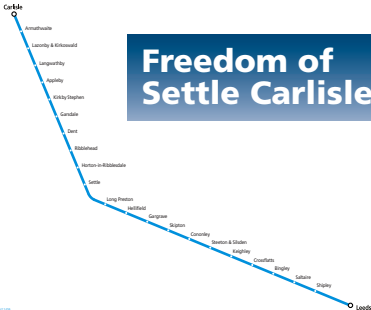 Carlisle
Armathwaite
Lazonby & Kirkoswald
Langwathby
Appleby
Kirkby Stephen
Garsdale
Dent
Ribblehead
Horton-in-Ribblesdale
Settle
Long Preston
Hellifield
Gargrave
Skipton
Cononley
Steeton & Silsden
Keighley
Crossflatts
Bingley
Saltaire
Shipley
Leeds
Freedom of
Settle Carlisle